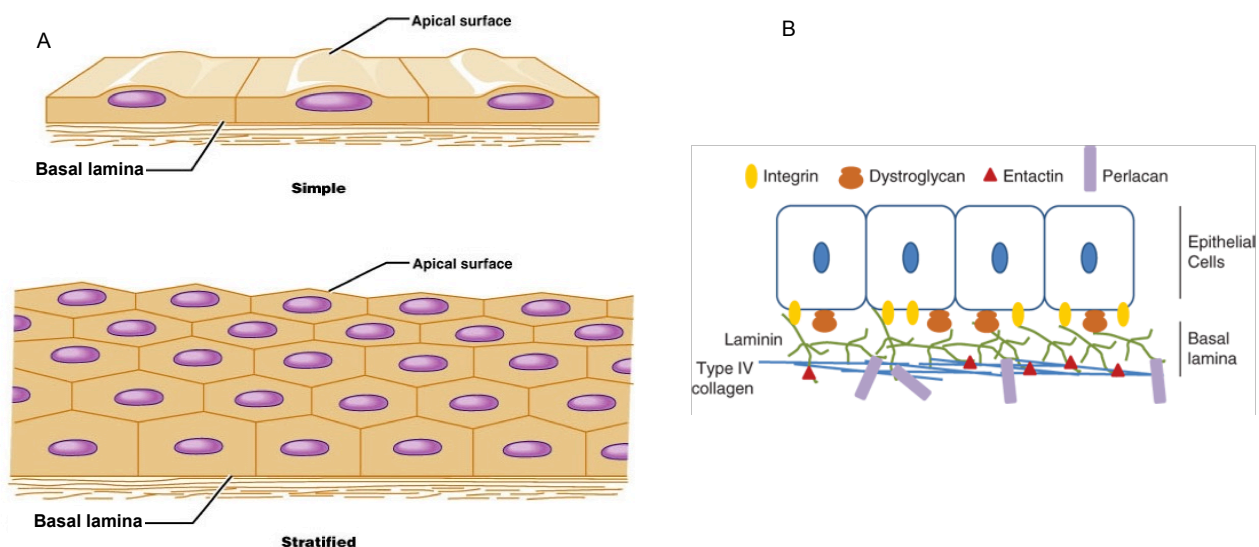 A
Apical surface
Basal lamina
Simple
Apical surface
Basal lamina
Stratified
B
Integrin
Dystroglycan
Entactin
Perlacan
Epithelial
Cells
Laminin
Type IV
collagen
Basal
lamina